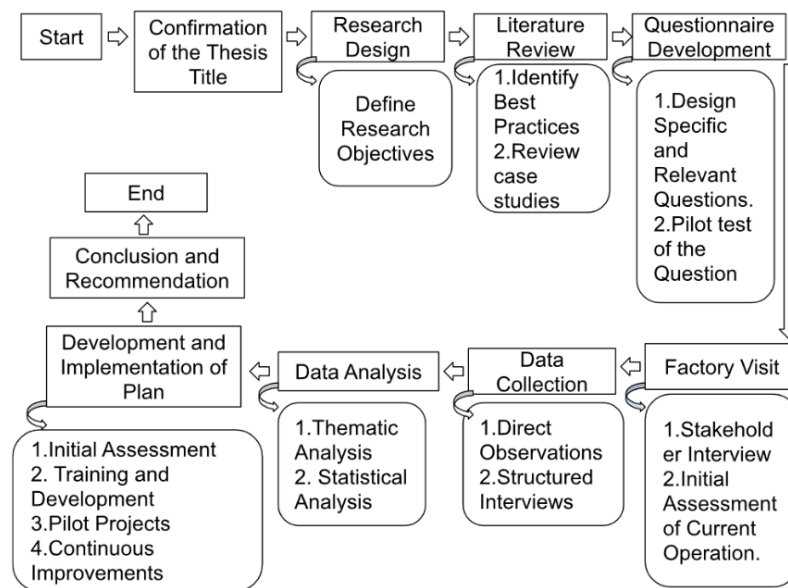 Start
Confirmation
of the Thesis
Title
Research
Design
Literature
Review
Questionnaire
Development
Define
Research
Objectives
1.Identify
Best
Practices
2.Review
case
studies
1.Design
Specific
and
Relevant
Questions.
2.Pilot test
of the
Question
Factory Visit
1.Stakehold
er Interview
2.Initial
Assessment
of Current
Operation.
Data
Collection
1.Direct
Observations
2.Structured
Interviews
Data Analysis
1.Thematic
Analysis
2. Statistical
Analysis
Development and
Implementation of
Plan
1.Initial Assessment
2. Training and
Development
3.Pilot Projects
4.Continuous
Improvements
Conclusion and
Recommendation
End